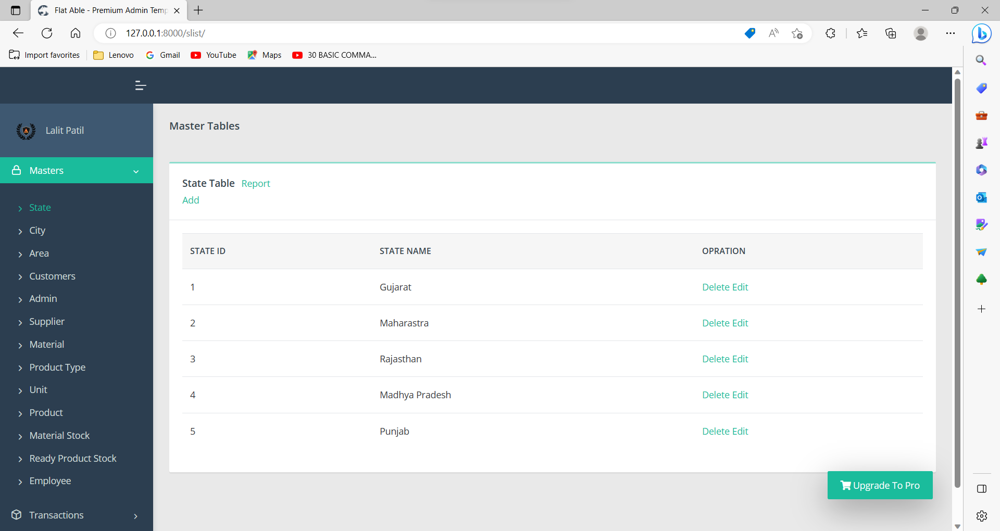 Flat Able - Premium Admin Temp
127.0.0.1:8000/slist/
Import favorites Lenovo Gmail YouTube Maps 30 BASIC COMMA...
Lalit Patil
Masters
State
City
Area
Customers
Admin
Supplier
Material
Product Type
Unit
Product
Material Stock
Ready Product Stock
Employee
Transactions
Master Tables
State Table Report
Add
STATE ID STATE NAME OPRATION
1 Gujarat Delete Edit
2 Maharastra Delete Edit
3 Rajasthan Delete Edit
4 Madhya Pradesh Delete Edit
5 Punjab Delete Edit
Upgrade To Pro